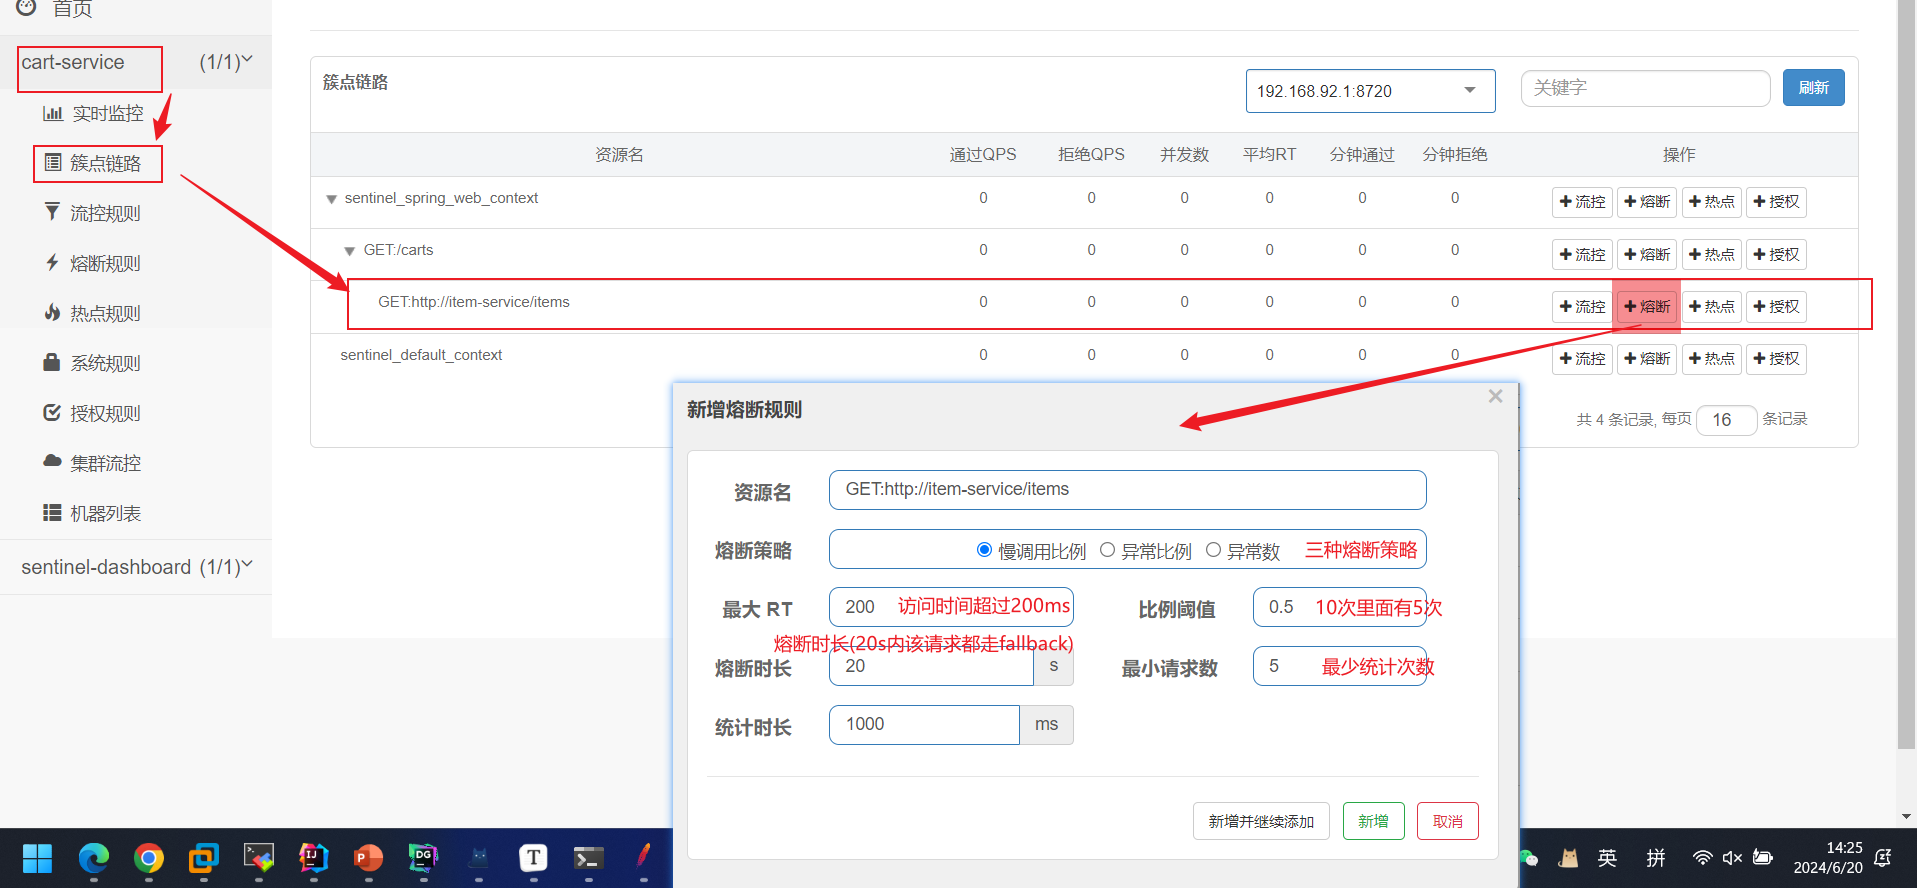 首页
cart-service (1/1)
实时监控
簇点链路
流控规则
熔断规则
热点规则
系统规则
授权规则
集群流控
机器列表
sentinel-dashboard (1/1)
簇点链路
192.168.92.1:8720
关键字
刷新
资源名 通过QPS 拒绝QPS 并发数 平均RT 分钟通过 分钟拒绝 操作
sentinel_spring_web_context 0 0 0 0 0 0 流控 熔断 热点 授权
GET:/carts 0 0 0 0 0 0 流控 熔断 热点 授权
GET:http://item-service/items 0 0 0 0 0 0 流控 熔断 热点 授权
sentinel_default_context 0 0 0 0 0 0 流控 熔断 热点 授权
共 4 条记录, 每页 16 条记录
新增熔断规则
资源名 GET:http://item-service/items
熔断策略 慢调用比例 异常比例 异常数 三种熔断策略
最大 RT 200 访问时间超过200ms 比例阈值 0.5 10次里面有5次
熔断时长(20s内该请求都走fallback)
熔断时长 20 s 最小请求数 5 最少统计次数
统计时长 1000 ms
新增并继续添加 新增 取消
英 拼
14:25
2024/6/20